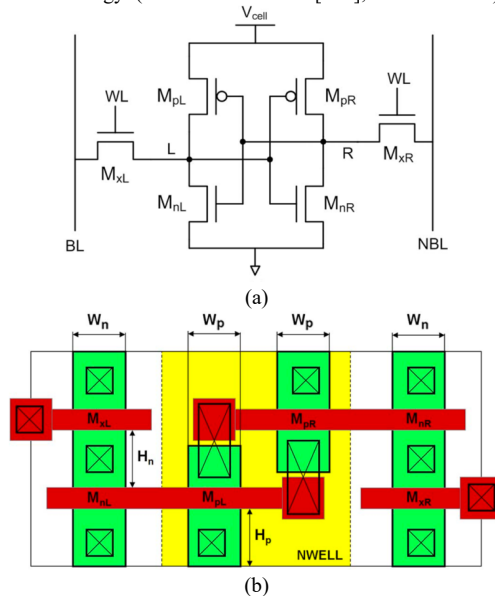 V_cell
WL
M_pL
M_pR
WL
L
R
M_xL
M_xR
M_nL
M_nR
BL
NBL
(a)
W_n W_p W_p W_n
M_xL M_pR M_nR
H_n
M_nL M_pL M_xR
H_p
NWELL
(b)